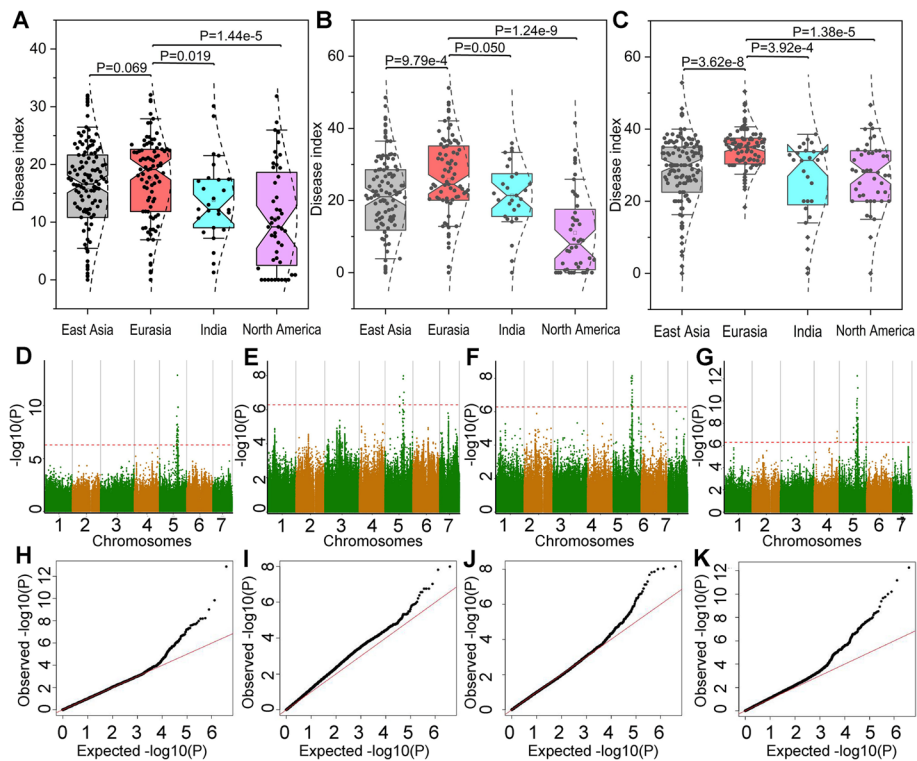 A
B
C
Disease index
40
30
20
10
0
P=1.44e-5
P=0.019
P=0.069
East Asia Eurasia India North America
Disease index
60
40
20
0
P=1.24e-9
P=0.050
P=9.79e-4
East Asia Eurasia India North America
Disease index
60
40
20
0
P=1.38e-5
P=3.92e-4
P=3.62e-8
East Asia Eurasia India North America
D
-log10(P)
10
5
0
1 2 3 4 5 6 7
Chromosomes
E
-log10(P)
8
6
4
2
0
1 2 3 4 5 6 7
Chromosomes
F
-log10(P)
8
6
4
2
0
1 2 3 4 5 6 7
Chromosomes
G
-log10(P)
12
10
8
6
4
2
0
1 2 3 4 5 6 7
Chromosomes
H
Observed -log10(P)
12
10
8
6
4
2
0
0 1 2 3 4 5 6
Expected -log10(P)
I
Observed -log10(P)
8
6
4
2
0
0 1 2 3 4 5 6
Expected -log10(P)
J
Observed -log10(P)
8
6
4
2
0
0 1 2 3 4 5 6
Expected -log10(P)
K
Observed -log10(P)
12
10
8
6
4
2
0
0 1 2 3 4 5 6
Expected -log10(P)